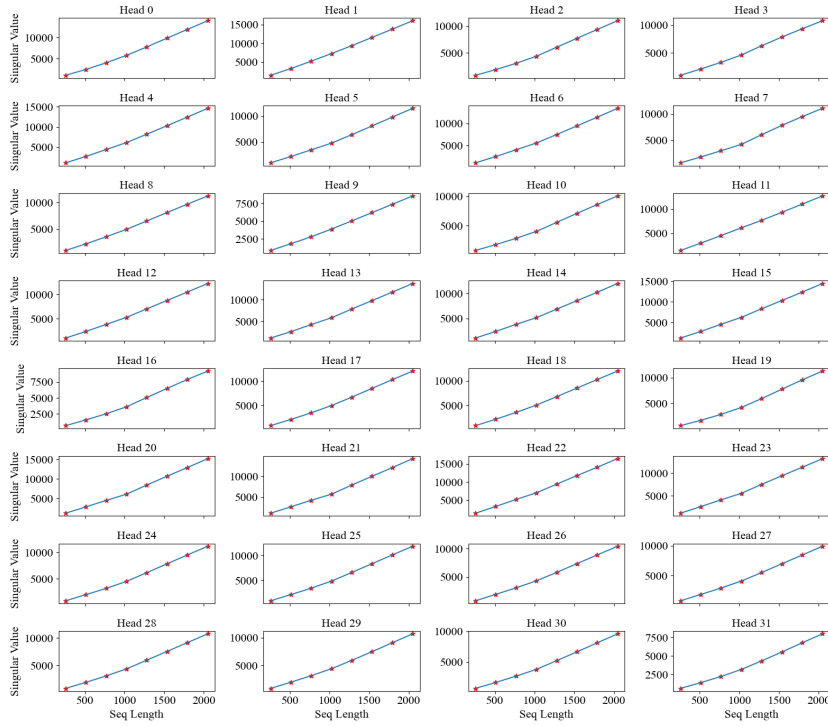 Head 0 Head 1 Head 2 Head 3
Singular Value
10000 5000
15000 10000 5000
10000 5000
10000 5000
Head 4 Head 5 Head 6 Head 7
Singular Value
15000 10000 5000
10000 5000
10000 5000
10000 5000
Head 8 Head 9 Head 10 Head 11
Singular Value
10000 5000
7500 5000 2500
10000 5000
10000 5000
Head 12 Head 13 Head 14 Head 15
Singular Value
10000 5000
10000 5000
10000 5000
15000 10000 5000
Head 16 Head 17 Head 18 Head 19
Singular Value
7500 5000 2500
10000 5000
10000 5000
10000 5000
Head 20 Head 21 Head 22 Head 23
Singular Value
15000 10000 5000
10000 5000
15000 10000 5000
10000 5000
Head 24 Head 25 Head 26 Head 27
Singular Value
10000 5000
10000 5000
10000 5000
10000 5000
Head 28 Head 29 Head 30 Head 31
Singular Value
10000 5000
10000 5000
10000 5000
7500 5000 2500
500 1000 1500 2000
500 1000 1500 2000
500 1000 1500 2000
500 1000 1500 2000
Seq Length Seq Length Seq Length Seq Length